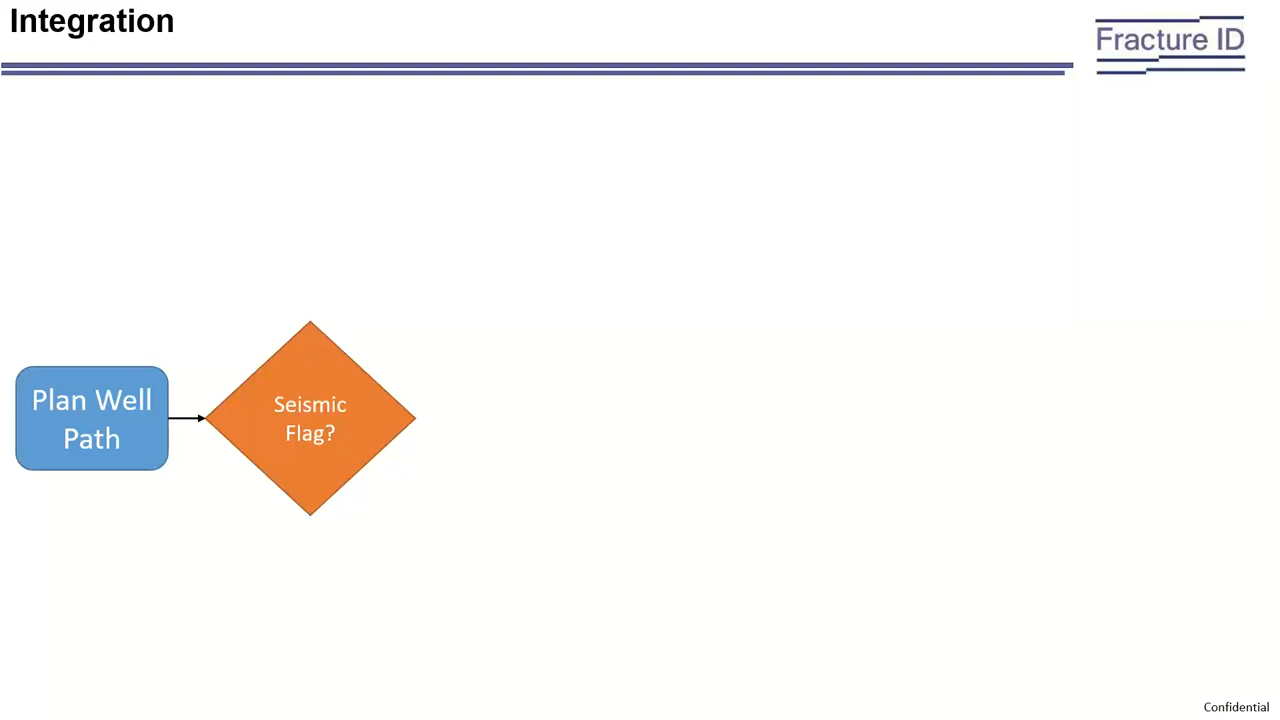 Integration
Fracture ID
Plan Well
Path
Seismic
Flag?
Confidential